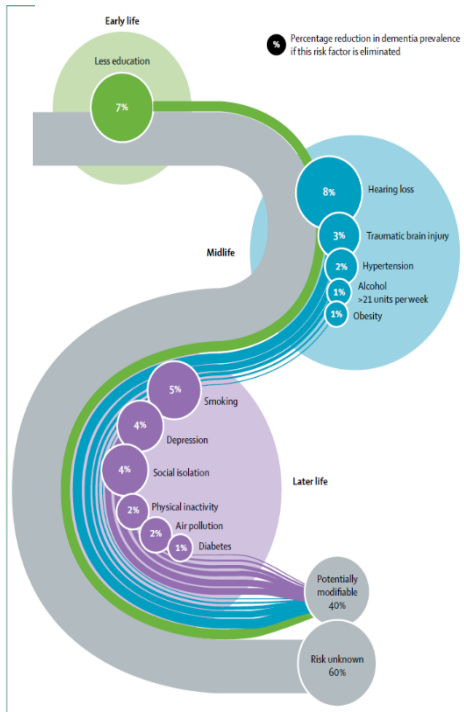 Early life
% Percentage reduction in dementia prevalence
if this risk factor is eliminated
Less education
7%
8%
Hearing loss
3%
Traumatic brain injury
Midlife
2%
Hypertension
1%
Alcohol
>21 units per week
1%
Obesity
5%
Smoking
4%
Depression
4%
Social isolation
Later life
2%
Physical inactivity
2%
Air pollution
1%
Diabetes
Potentially
modifiable
40%
Risk unknown
60%